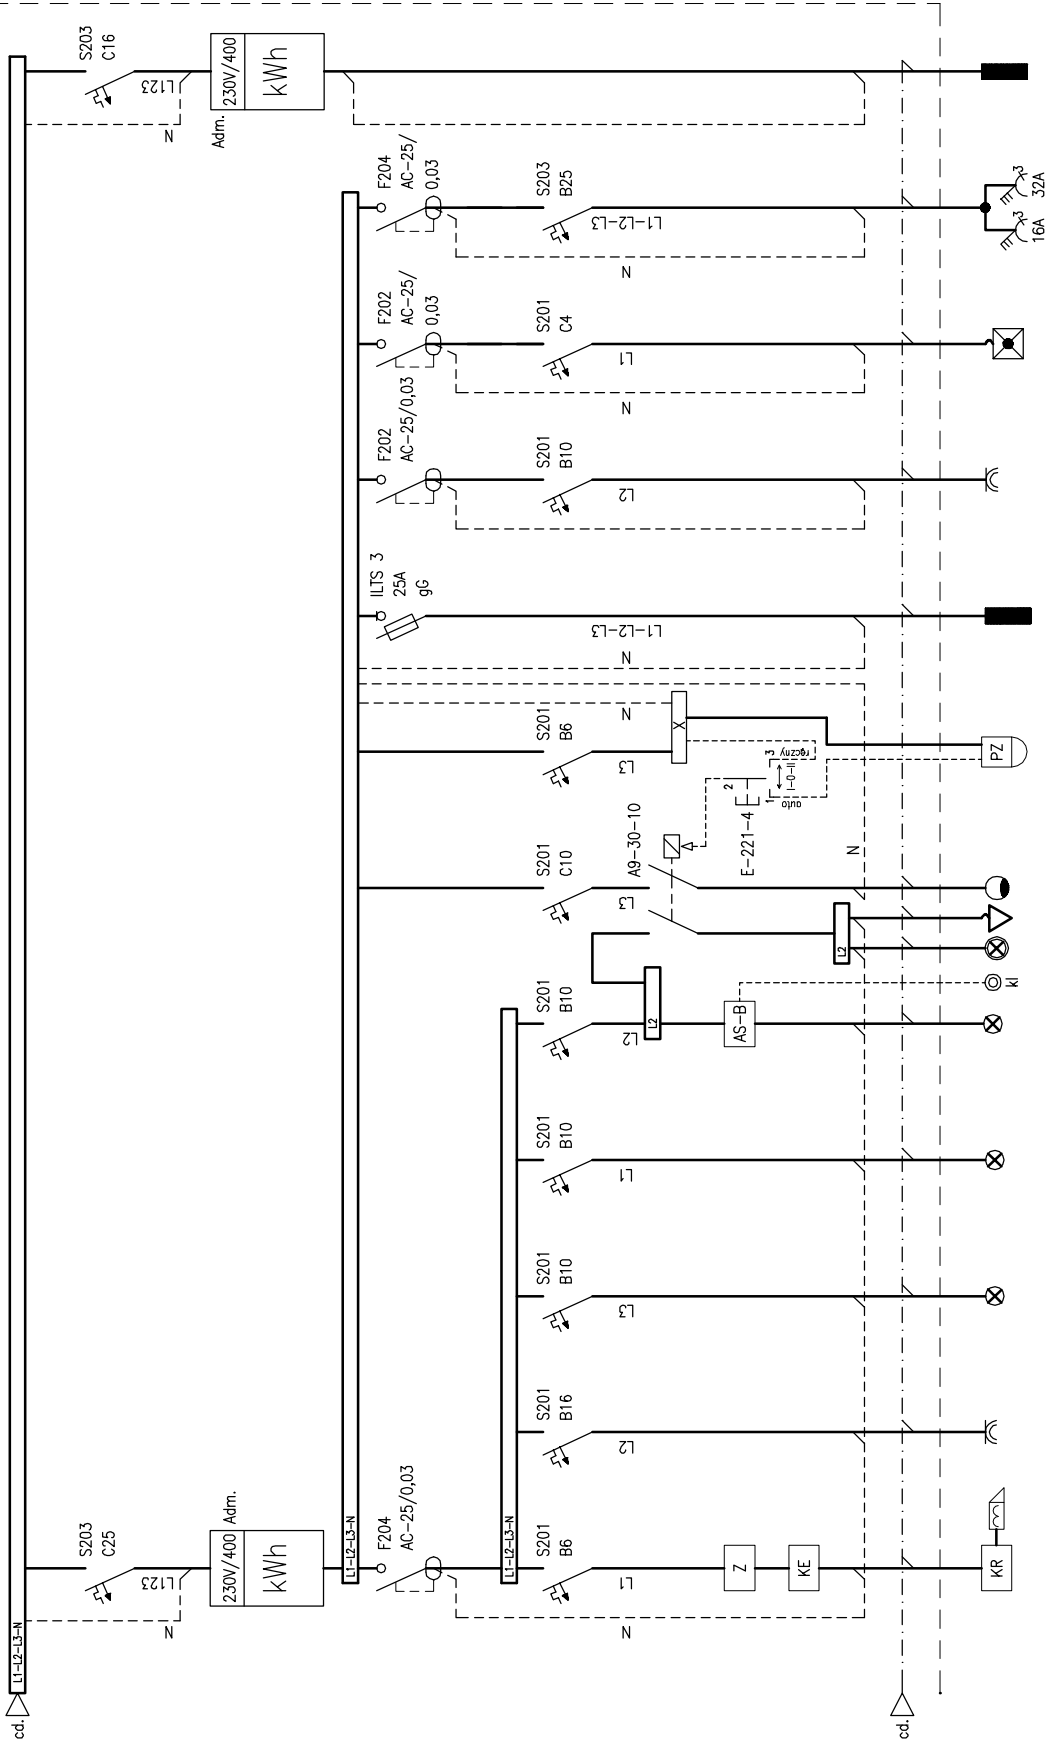 cd.
L1-L2-L3-N
S203
C25
L123
N
230V/400
kWh
Adm.
L1-L2-L3-N
F204
AC-25/0,03
L1-L2-L3-N
S201
B6
L1
N
Z
KE
KR
S201
B16
L2
S201
B10
L3
S201
B10
L1
S201
B10
L2
L2
AS-B
kl
L2
S201
C10
L3
A9-30-10
N
E-221-4
1
2
3
auto
I-0-II
ręczny
S201
B6
L3
N
X
PZ
ILTS 3
25A
gG
L1-L2-L3
N
F202
AC-25/0,03
S201
B10
L2
N
F202
AC-25/
0,03
S201
C4
L1
N
F204
AC-25/
0,03
S203
B25
L1-L2-L3
N
3
16A
3
32A
S203
C16
L123
N
Adm.
230V/400
kWh
cd.